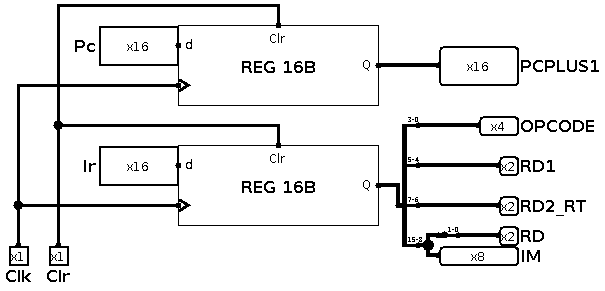 Clr
Pc
x16
d
REG 16B
Q
x16
PCPLUS1
3-0
x4
OPCODE
Clr
Ir
x16
d
REG 16B
Q
5-4
x2
RD1
7-6
x2
RD2_RT
15-8
1-0
x2
RD
x8
IM
x1
x1
Clk
Clr